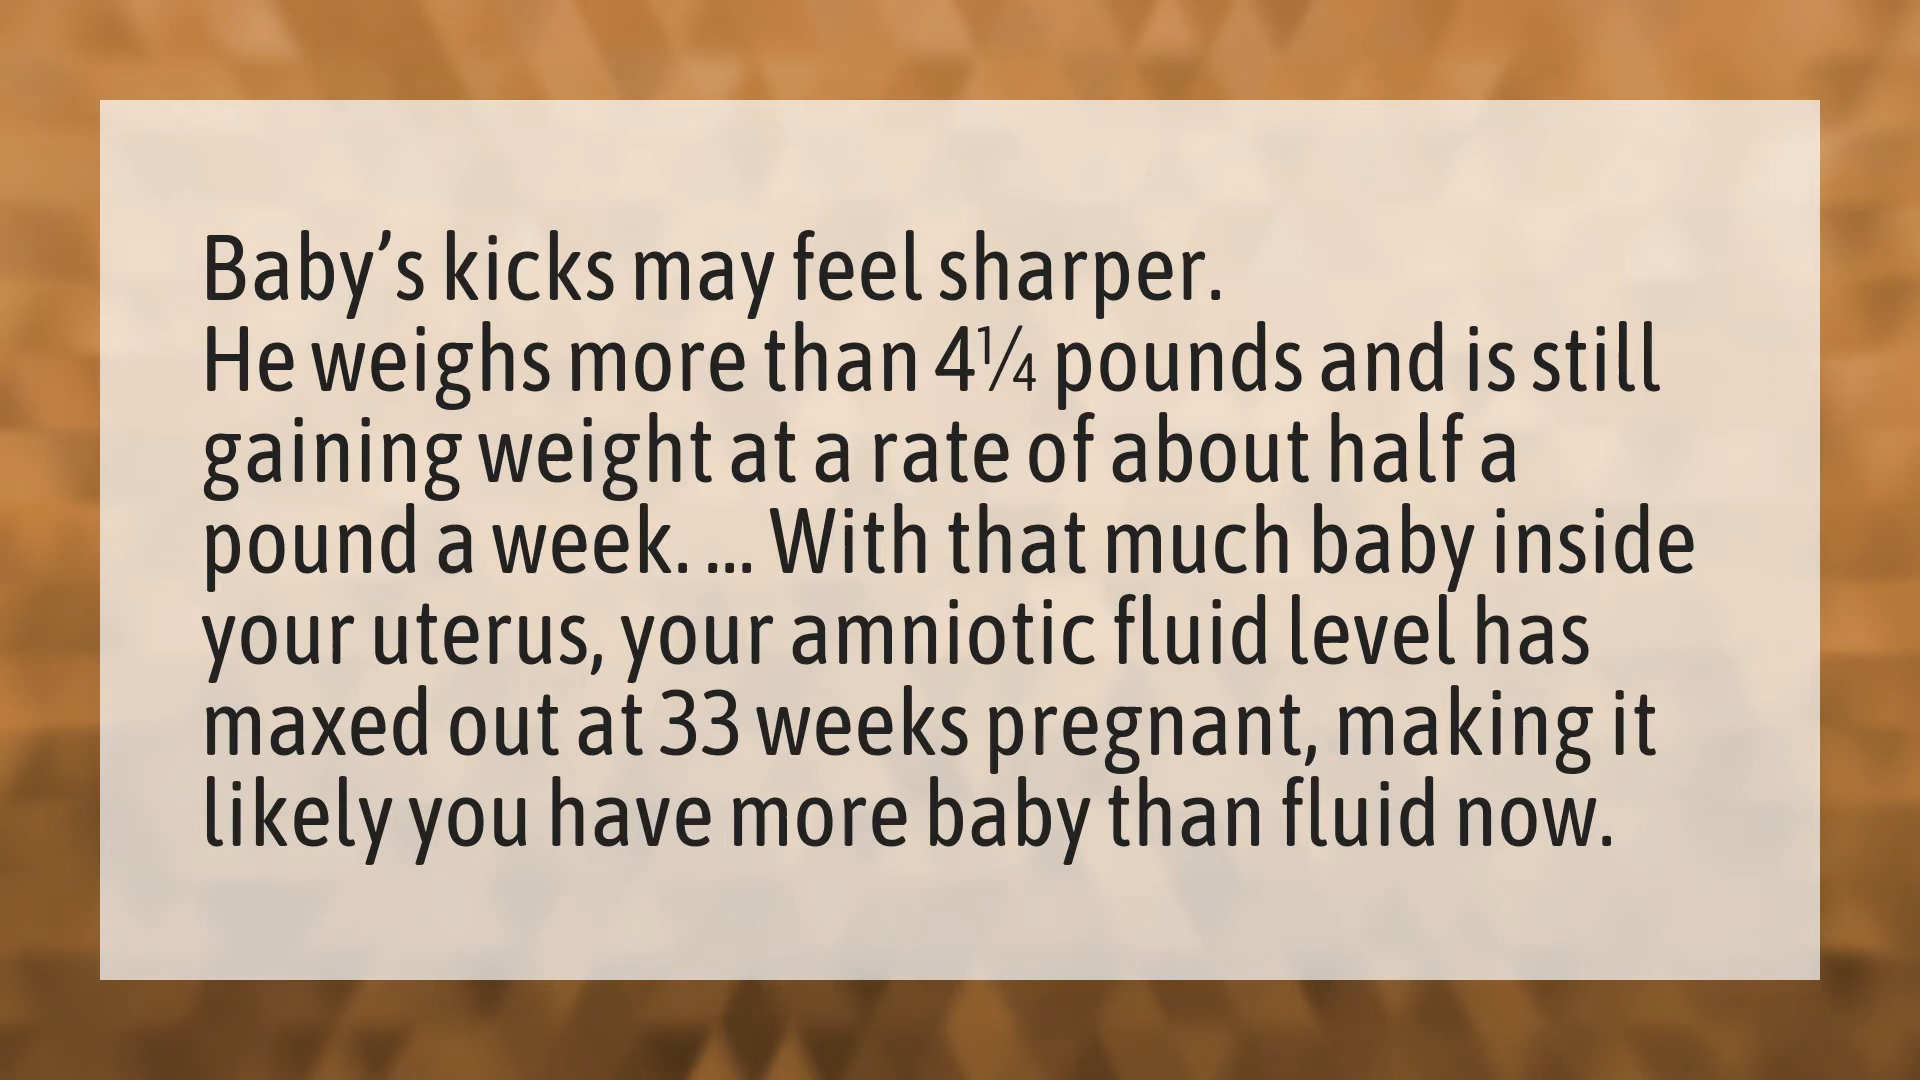 Baby’s kicks may feel sharper.
He weighs more than 4¼ pounds and is still
gaining weight at a rate of about half a
pound a week. ... With that much baby inside
your uterus, your amniotic fluid level has
maxed out at 33 weeks pregnant, making it
likely you have more baby than fluid now.